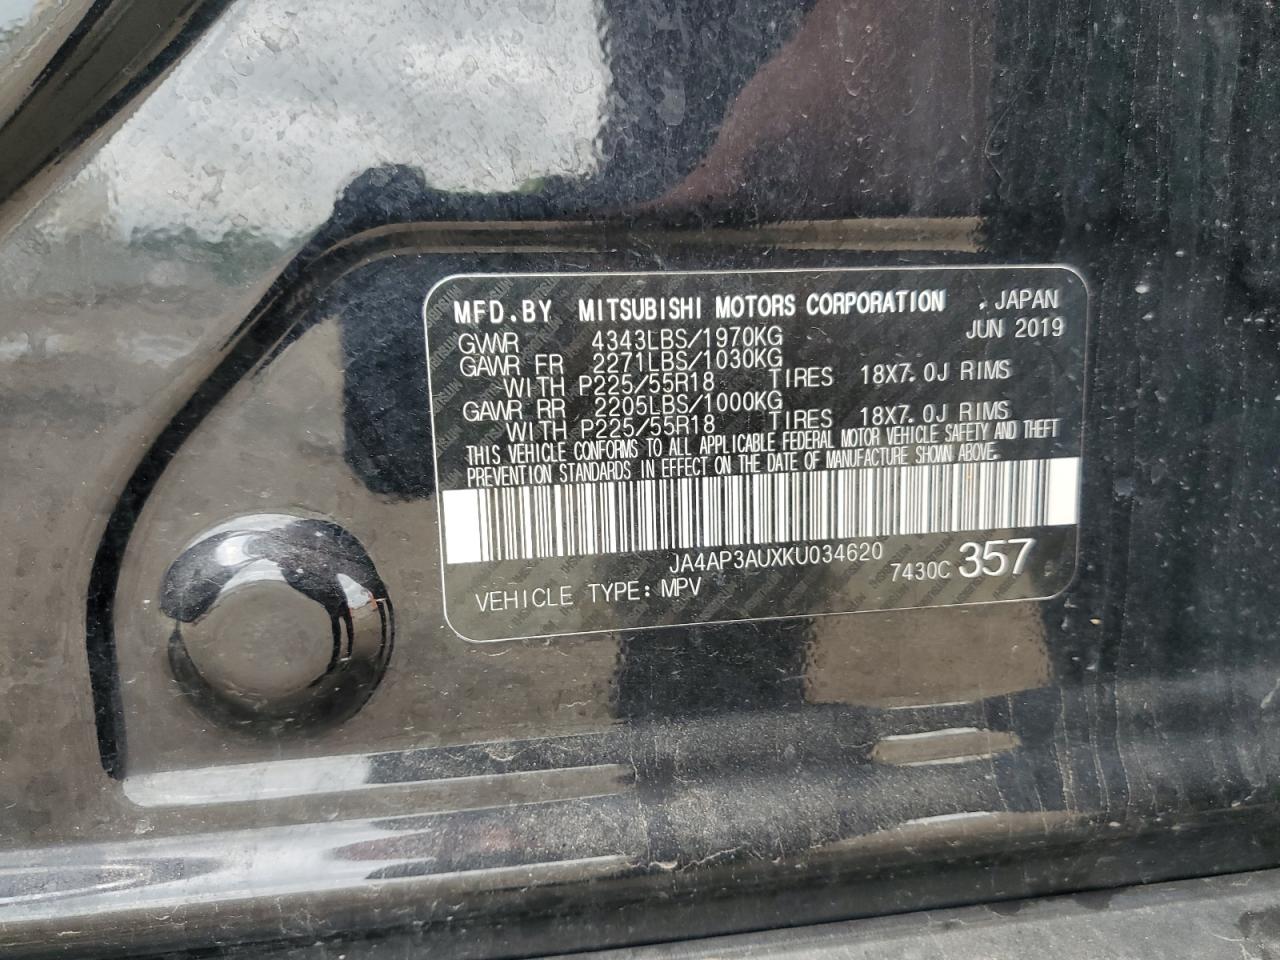 MFD.BY MITSUBISHI MOTORS CORPORATION . JAPAN
GVWR 4343LBS/1970KG JUN 2019
GAWR FR 2271LBS/1030KG
WITH P225/55R18 TIRES 18X7.0J RIMS
GAWR RR 2205LBS/1000KG
WITH P225/55R18 TIRES 18X7.0J RIMS
THIS VEHICLE CONFORMS TO ALL APPLICABLE FEDERAL MOTOR VEHICLE SAFETY AND THEFT
PREVENTION STANDARDS IN EFFECT ON THE DATE OF MANUFACTURE SHOWN ABOVE.
JA4AP3AUXKU034620
VEHICLE TYPE: MPV 7430C 357